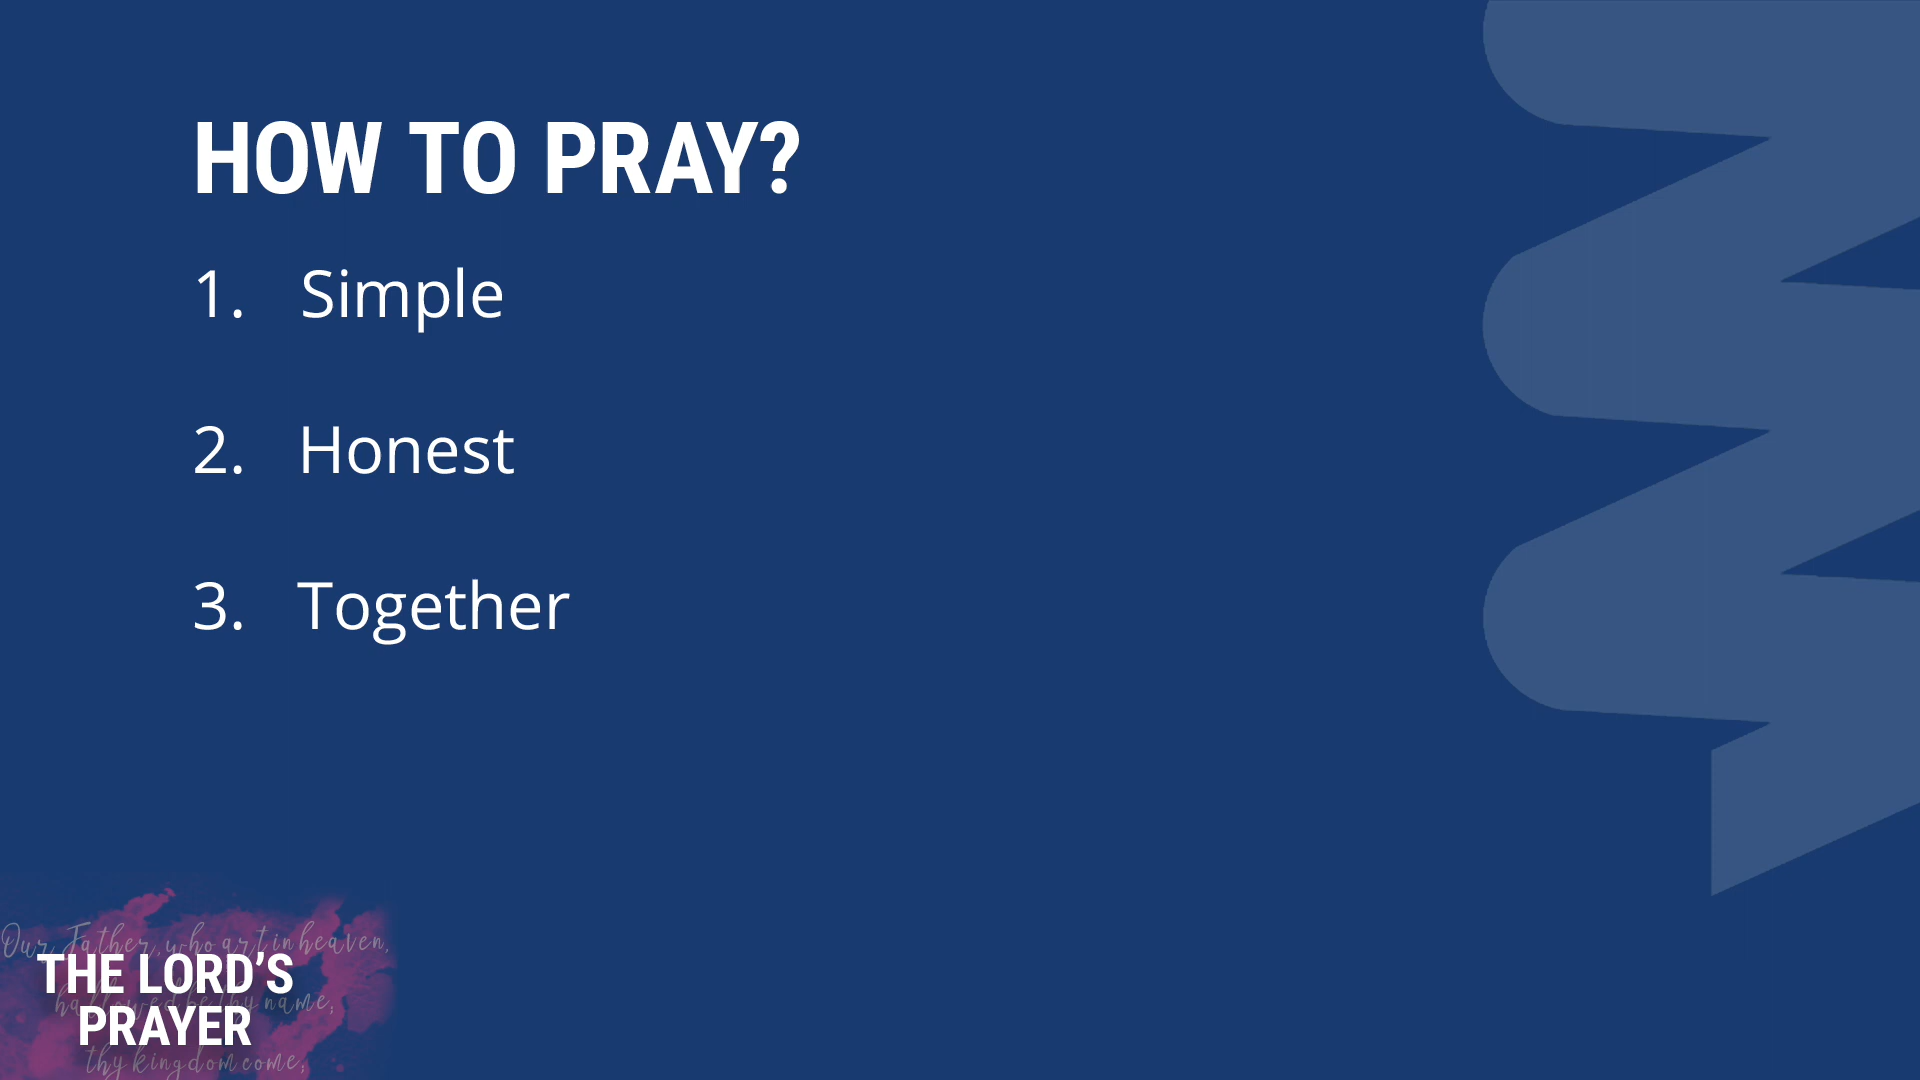 HOW TO PRAY?
1. Simple
2. Honest
3. Together
Our Father, who art in heaven,
THE LORD'S
hallowed be thy name;
PRAYER
thy kingdom come;